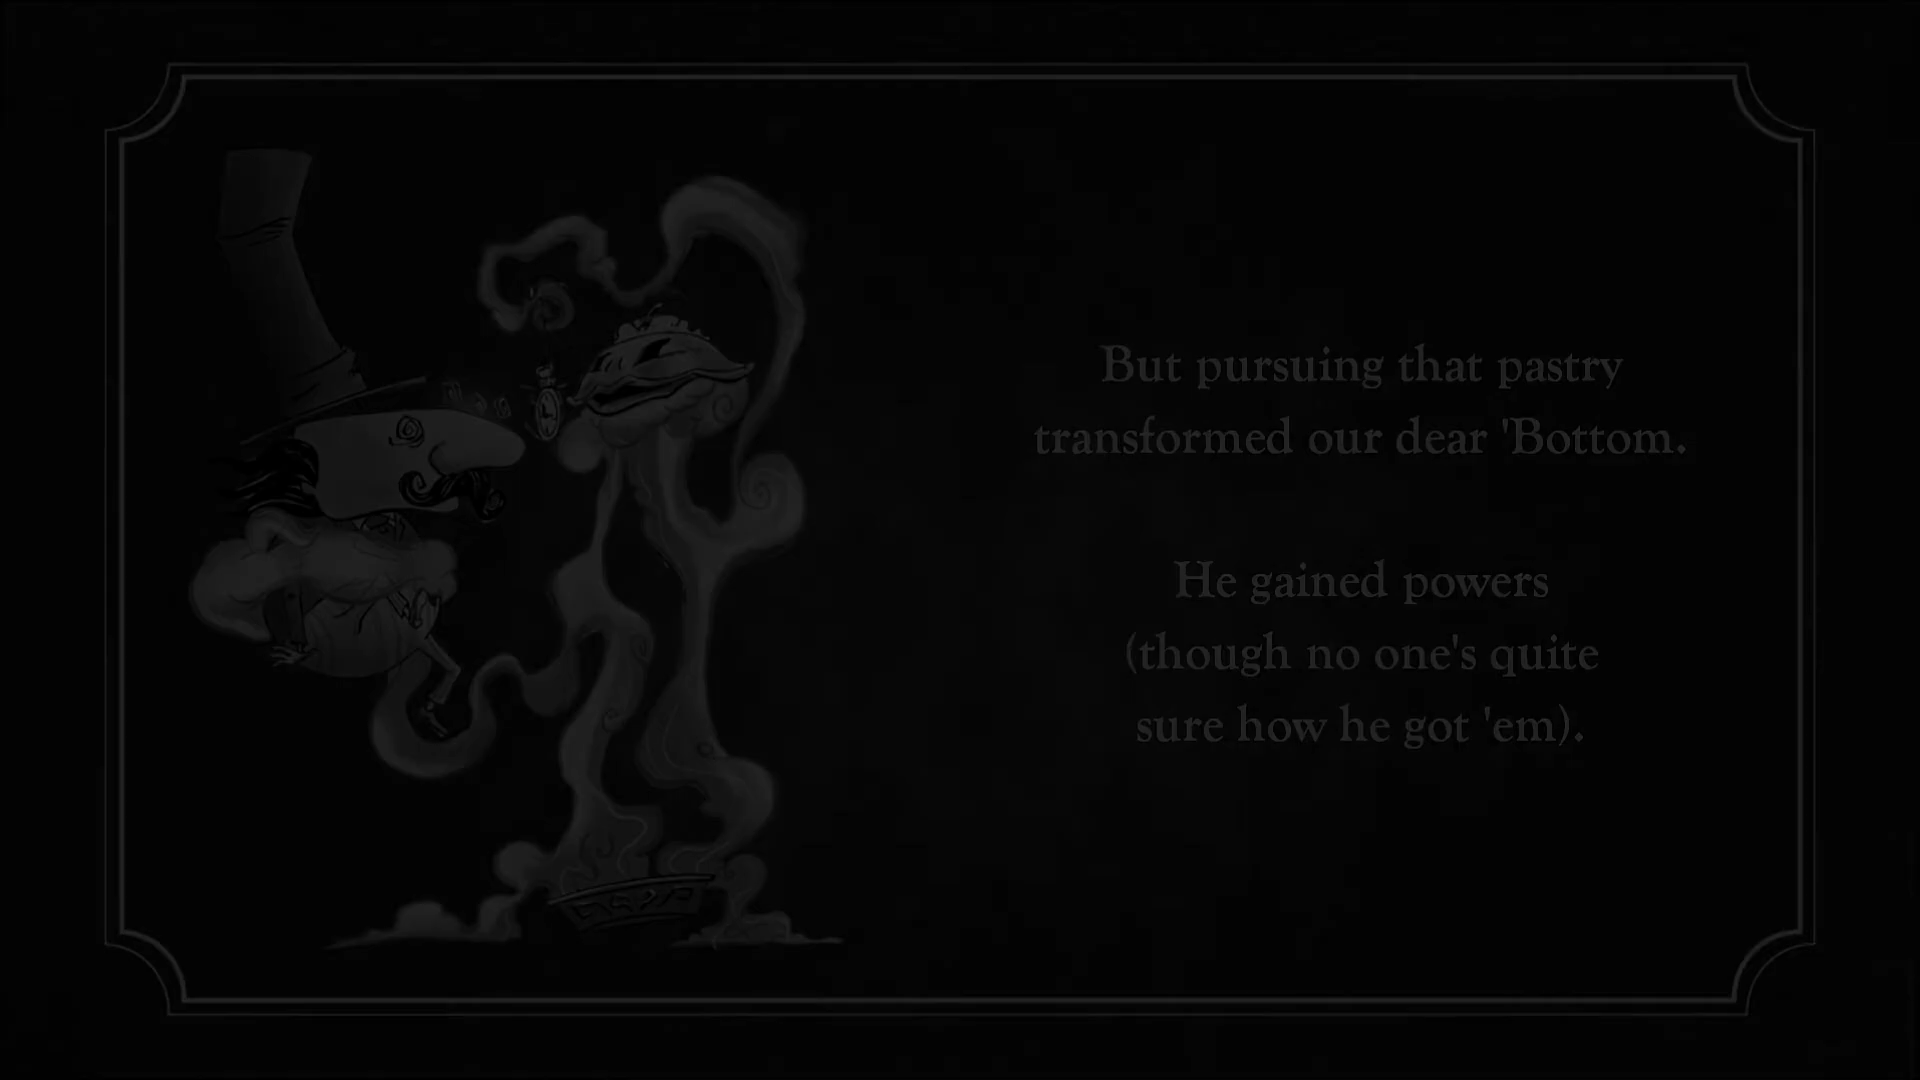 But pursuing that pastry
transformed our dear 'Bottom.
He gained powers
(though no one's quite
sure how he got 'em).